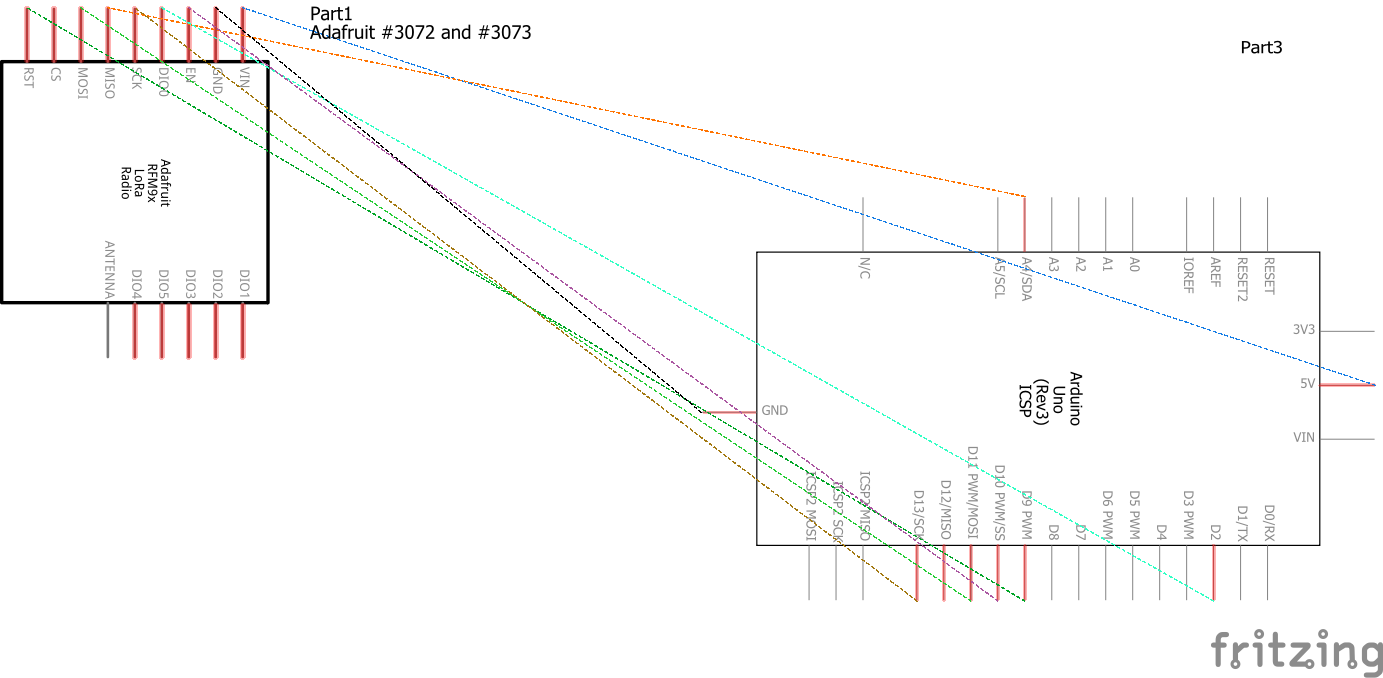 Part1
Adafruit #3072 and #3073
Part3
RST
CS
MOSI
MISO
SCK
DIO0
EN
GND
VIN
Adafruit
RFM9x
LoRa
Radio
ANTENNA
DIO4
DIO5
DIO3
DIO2
DIO1
N/C
A5/SCL
A4/SDA
A3
A2
A1
A0
IOREF
AREF
RESET2
RESET
3V3
5V
VIN
GND
Arduino
Uno
(Rev3)
ICSP
ICSP2 MOSI
ICSP2 SCK
ICSP2 MISO
D13/SCK
D12/MISO
D11 PWM/MOSI
D10 PWM/SS
D9 PWM
D8
D7
D6 PWM
D5 PWM
D4
D3 PWM
D2
D1/TX
D0/RX
fritzing